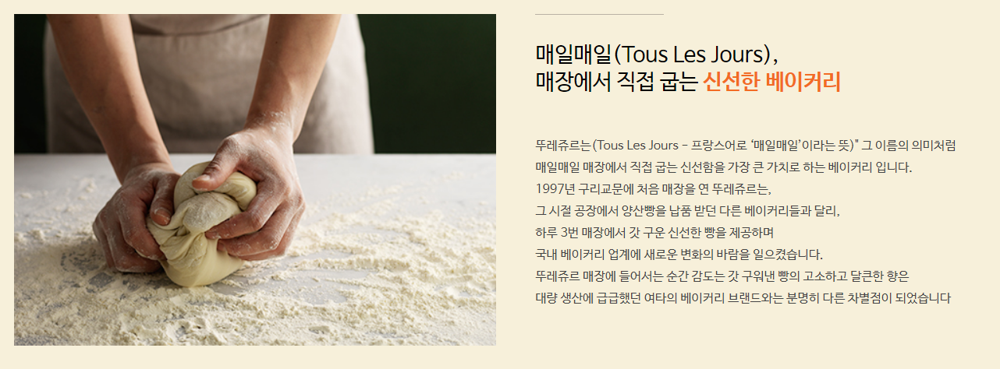 매일매일(Tous Les Jours),
매장에서 직접 굽는 신선한 베이커리
뚜레쥬르는(Tous Les Jours - 프랑스어로 ‘매일매일’이라는 뜻)" 그 이름의 의미처럼
매일매일 매장에서 직접 굽는 신선함을 가장 큰 가치로 하는 베이커리 입니다.
1997년 구리교문에 처음 매장을 연 뚜레쥬르는,
그 시절 공장에서 양산빵을 납품 받던 다른 베이커리들과 달리,
하루 3번 매장에서 갓 구운 신선한 빵을 제공하며
국내 베이커리 업계에 새로운 변화의 바람을 일으켰습니다.
뚜레쥬르 매장에 들어서는 순간 감도는 갓 구워낸 빵의 고소하고 달큰한 향은
대량 생산에 급급했던 여타의 베이커리 브랜드와는 분명히 다른 차별점이 되었습니다